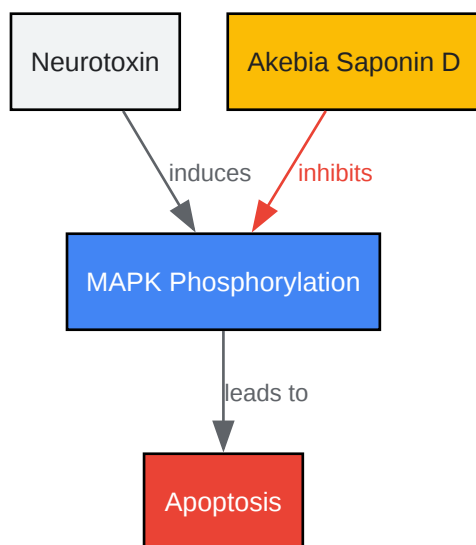 Neurotoxin
Akebia Saponin D
induces
inhibits
MAPK Phosphorylation
leads to
Apoptosis